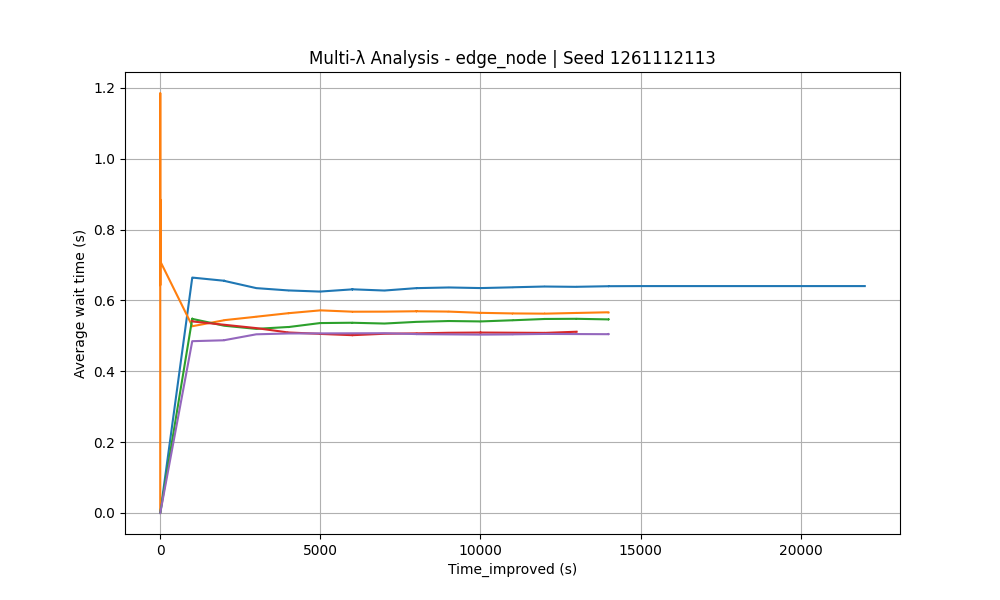 Multi-λ Analysis - edge_node | Seed 1261112113
Average wait time (s)
1.2
1.0
0.8
0.6
0.4
0.2
0.0
0 5000 10000 15000 20000
Time_improved (s)